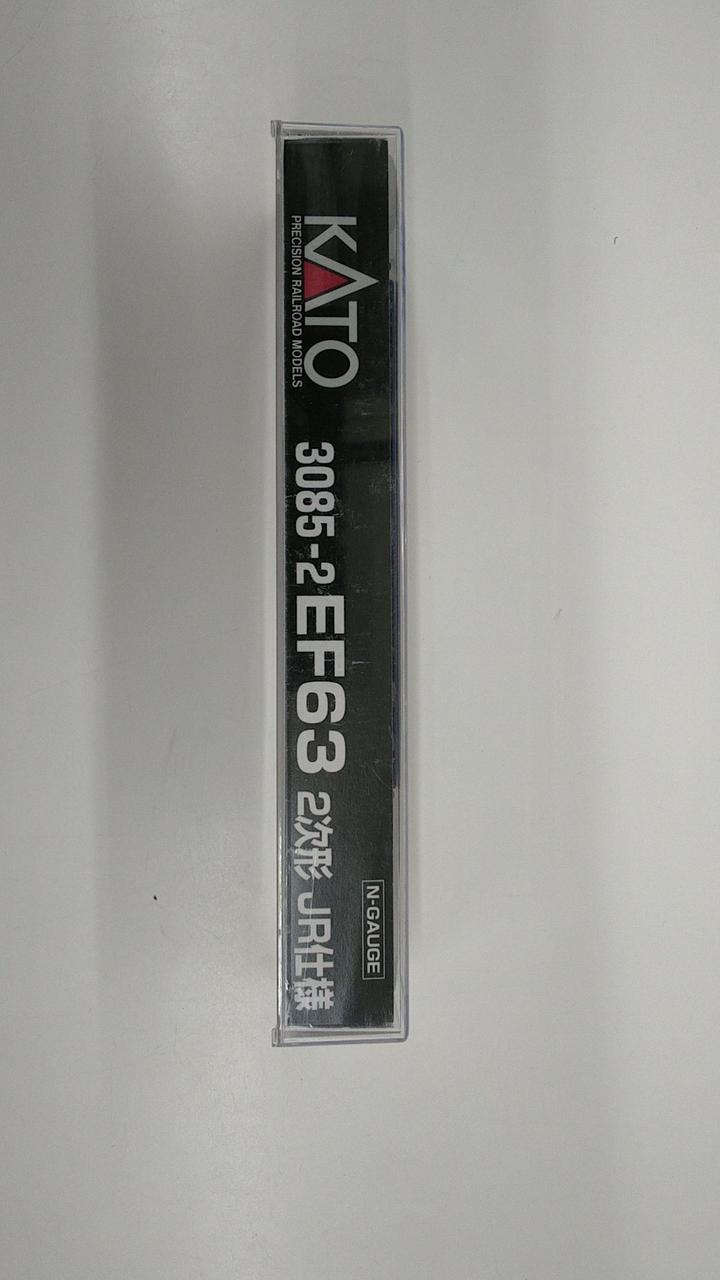 KATO
PRECISION RAILROAD MODELS
3085-2 EF63 2次形 JR仕様
N-GAUGE